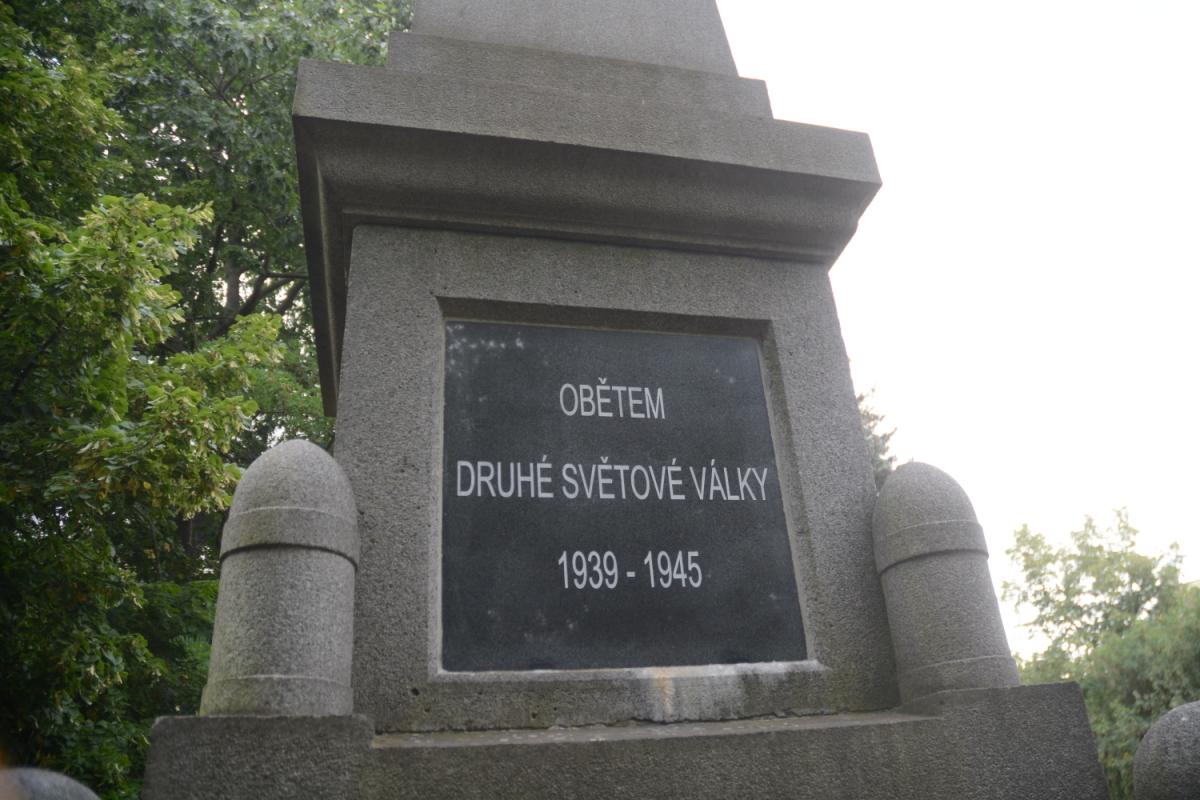 OBĚTEM
DRUHÉ SVĚTOVÉ VÁLKY
1939 - 1945